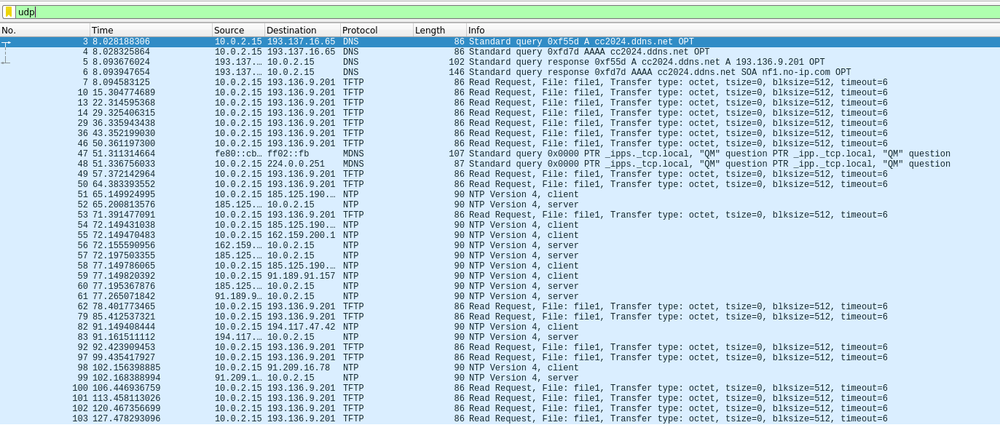 udp
No. Time Source Destination Protocol Length Info
3 8.028188306 10.0.2.15 193.137.16.65 DNS 86 Standard query 0xf55d A cc2024.ddns.net OPT
4 8.028325864 10.0.2.15 193.137.16.65 DNS 86 Standard query 0xfd7d AAAA cc2024.ddns.net OPT
5 8.093676024 193.137.… 10.0.2.15 DNS 102 Standard query response 0xf55d A cc2024.ddns.net A 193.136.9.201 OPT
6 8.093947654 193.137.… 10.0.2.15 DNS 146 Standard query response 0xfd7d AAAA cc2024.ddns.net SOA nf1.no-ip.com OPT
7 8.094583125 10.0.2.15 193.136.9.201 TFTP 86 Read Request, File: file1, Transfer type: octet, tsize=0, blksize=512, timeout=6
10 15.304774689 10.0.2.15 193.136.9.201 TFTP 86 Read Request, File: file1, Transfer type: octet, tsize=0, blksize=512, timeout=6
13 22.314595368 10.0.2.15 193.136.9.201 TFTP 86 Read Request, File: file1, Transfer type: octet, tsize=0, blksize=512, timeout=6
14 29.325406315 10.0.2.15 193.136.9.201 TFTP 86 Read Request, File: file1, Transfer type: octet, tsize=0, blksize=512, timeout=6
29 36.335943438 10.0.2.15 193.136.9.201 TFTP 86 Read Request, File: file1, Transfer type: octet, tsize=0, blksize=512, timeout=6
36 43.352199030 10.0.2.15 193.136.9.201 TFTP 86 Read Request, File: file1, Transfer type: octet, tsize=0, blksize=512, timeout=6
46 50.361197300 10.0.2.15 193.136.9.201 TFTP 86 Read Request, File: file1, Transfer type: octet, tsize=0, blksize=512, timeout=6
47 51.311314664 fe80::cb… ff02::fb MDNS 107 Standard query 0x0000 PTR _ipps._tcp.local, "QM" question PTR _ipp._tcp.local, "QM" question
48 51.336756033 10.0.2.15 224.0.0.251 MDNS 87 Standard query 0x0000 PTR _ipps._tcp.local, "QM" question PTR _ipp._tcp.local, "QM" question
49 57.372142964 10.0.2.15 193.136.9.201 TFTP 86 Read Request, File: file1, Transfer type: octet, tsize=0, blksize=512, timeout=6
50 64.383393552 10.0.2.15 193.136.9.201 TFTP 86 Read Request, File: file1, Transfer type: octet, tsize=0, blksize=512, timeout=6
51 65.149924995 10.0.2.15 185.125.190.… NTP 90 NTP Version 4, client
52 65.200813576 185.125.… 10.0.2.15 NTP 90 NTP Version 4, server
53 71.391477091 10.0.2.15 193.136.9.201 TFTP 86 Read Request, File: file1, Transfer type: octet, tsize=0, blksize=512, timeout=6
54 72.149431038 10.0.2.15 185.125.190.… NTP 90 NTP Version 4, client
55 72.149470483 10.0.2.15 162.159.200.1 NTP 90 NTP Version 4, client
56 72.155590956 162.159.… 10.0.2.15 NTP 90 NTP Version 4, server
57 72.197503355 185.125.… 10.0.2.15 NTP 90 NTP Version 4, server
58 77.149786065 10.0.2.15 185.125.190.… NTP 90 NTP Version 4, client
59 77.149820392 10.0.2.15 91.189.91.157 NTP 90 NTP Version 4, client
60 77.195367876 185.125.… 10.0.2.15 NTP 90 NTP Version 4, server
61 77.265071842 91.189.9… 10.0.2.15 NTP 90 NTP Version 4, server
62 78.401773465 10.0.2.15 193.136.9.201 TFTP 86 Read Request, File: file1, Transfer type: octet, tsize=0, blksize=512, timeout=6
79 85.412537321 10.0.2.15 193.136.9.201 TFTP 86 Read Request, File: file1, Transfer type: octet, tsize=0, blksize=512, timeout=6
82 91.149408444 10.0.2.15 194.117.47.42 NTP 90 NTP Version 4, client
83 91.161511112 194.117.… 10.0.2.15 NTP 90 NTP Version 4, server
92 92.423909453 10.0.2.15 193.136.9.201 TFTP 86 Read Request, File: file1, Transfer type: octet, tsize=0, blksize=512, timeout=6
97 99.435417927 10.0.2.15 193.136.9.201 TFTP 86 Read Request, File: file1, Transfer type: octet, tsize=0, blksize=512, timeout=6
98 102.156398885 10.0.2.15 91.209.16.78 NTP 90 NTP Version 4, client
99 102.168388994 91.209.1… 10.0.2.15 NTP 90 NTP Version 4, server
100 106.446936759 10.0.2.15 193.136.9.201 TFTP 86 Read Request, File: file1, Transfer type: octet, tsize=0, blksize=512, timeout=6
101 113.458113026 10.0.2.15 193.136.9.201 TFTP 86 Read Request, File: file1, Transfer type: octet, tsize=0, blksize=512, timeout=6
102 120.467356699 10.0.2.15 193.136.9.201 TFTP 86 Read Request, File: file1, Transfer type: octet, tsize=0, blksize=512, timeout=6
103 127.478293096 10.0.2.15 193.136.9.201 TFTP 86 Read Request, File: file1, Transfer type: octet, tsize=0, blksize=512, timeout=6